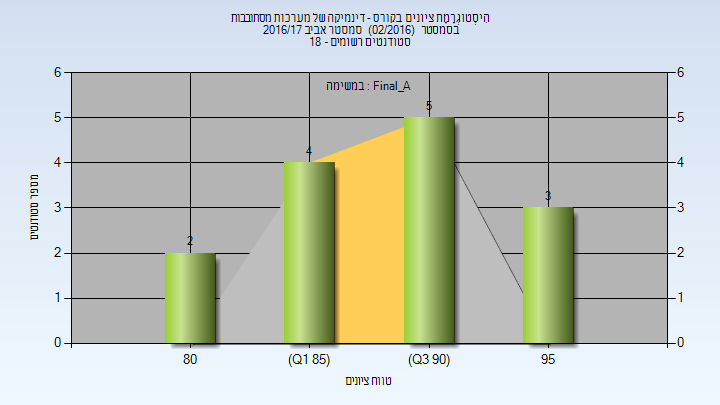 היסטוגרמת ציונים בקורס - דינמיקה של מערכות מסחובבות
בסמסטר (02/2016) סמסטר אביב 2016/17
סטודנטים רשומים - 18
במשימה : Final_A
מספר סטודנטים
6 6
5 5 5
4 4 4
3 3 3
2 2 2
1 1
0 0
80 (Q1 85) (Q3 90) 95
טווח ציונים